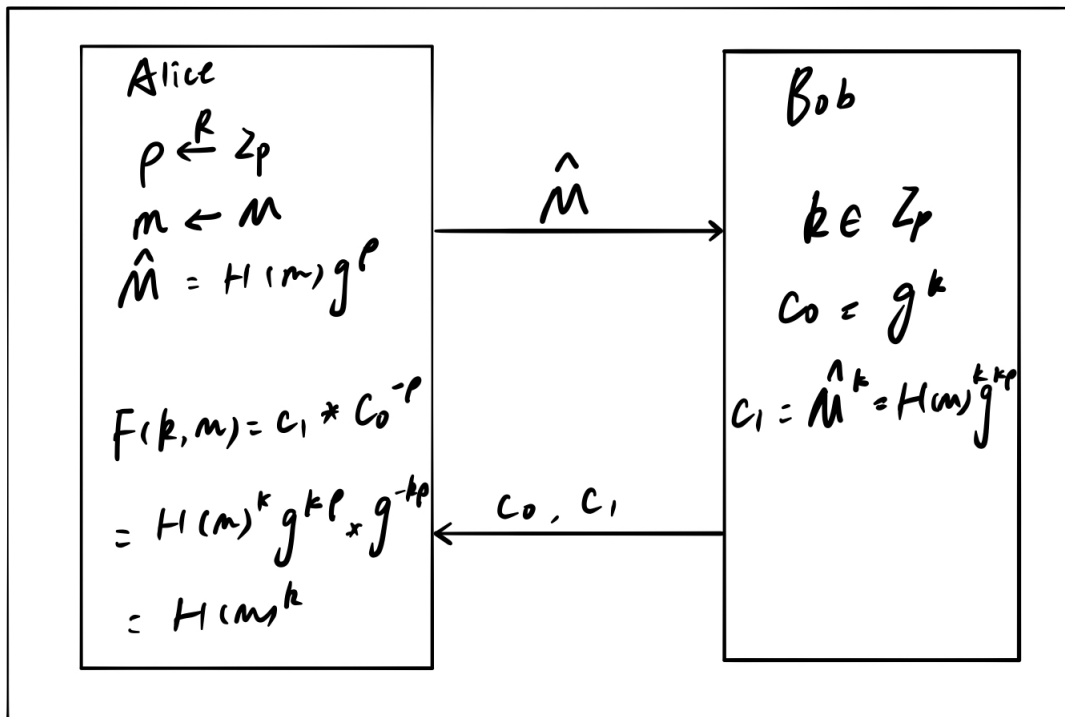 Alice
ρ ←R Zp
m ← M
M̂ = H(m) g^ρ
F(k,m) = c₁ * c₀^-ρ
= H(m)^k g^kρ * g^-kρ
= H(m)^k
M̂
c₀, c₁
Bob
k ∈ Zp
c₀ = g^k
c₁ = M̂^k = H(m)^k g^kρ